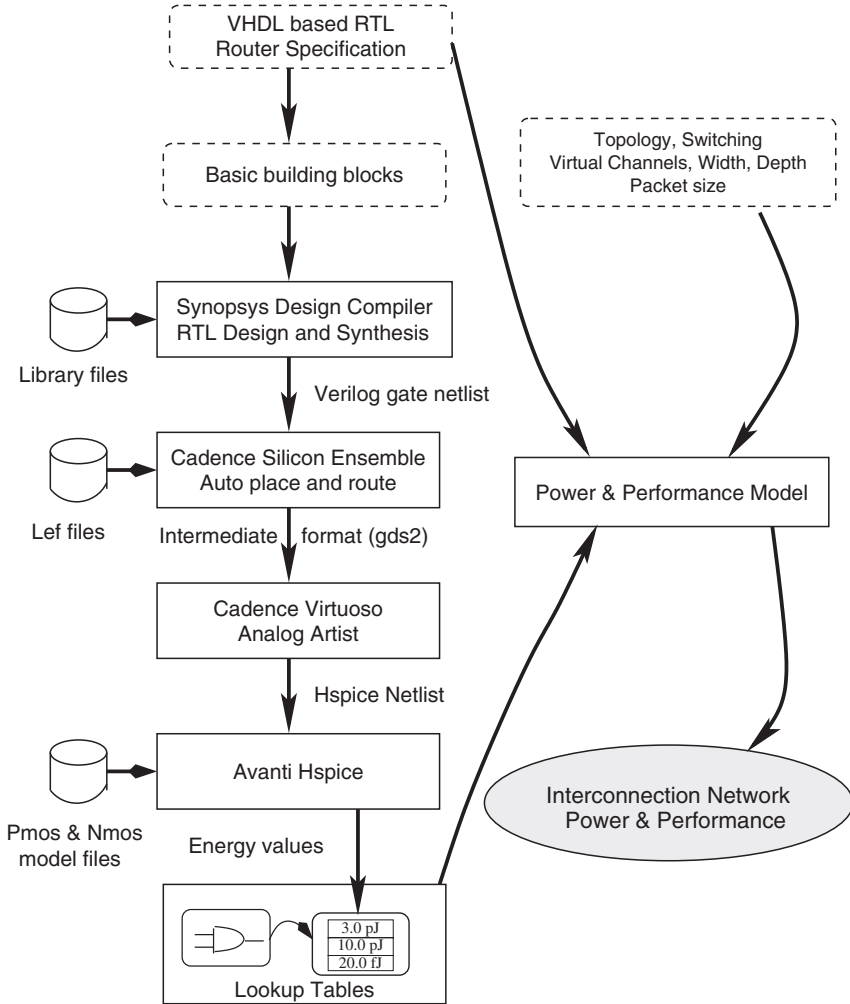 VHDL based RTL
Router Specification
Basic building blocks
Topology, Switching
Virtual Channels, Width, Depth
Packet size
Synopsys Design Compiler
RTL Design and Synthesis
Library files
Verilog gate netlist
Cadence Silicon Ensemble
Auto place and route
Lef files
Power & Performance Model
Intermediate format (gds2)
Cadence Virtuoso
Analog Artist
Hspice Netlist
Avanti Hspice
Pmos & Nmos
model files
Interconnection Network
Power & Performance
Energy values
3.0 pJ
10.0 pJ
20.0 fJ
Lookup Tables